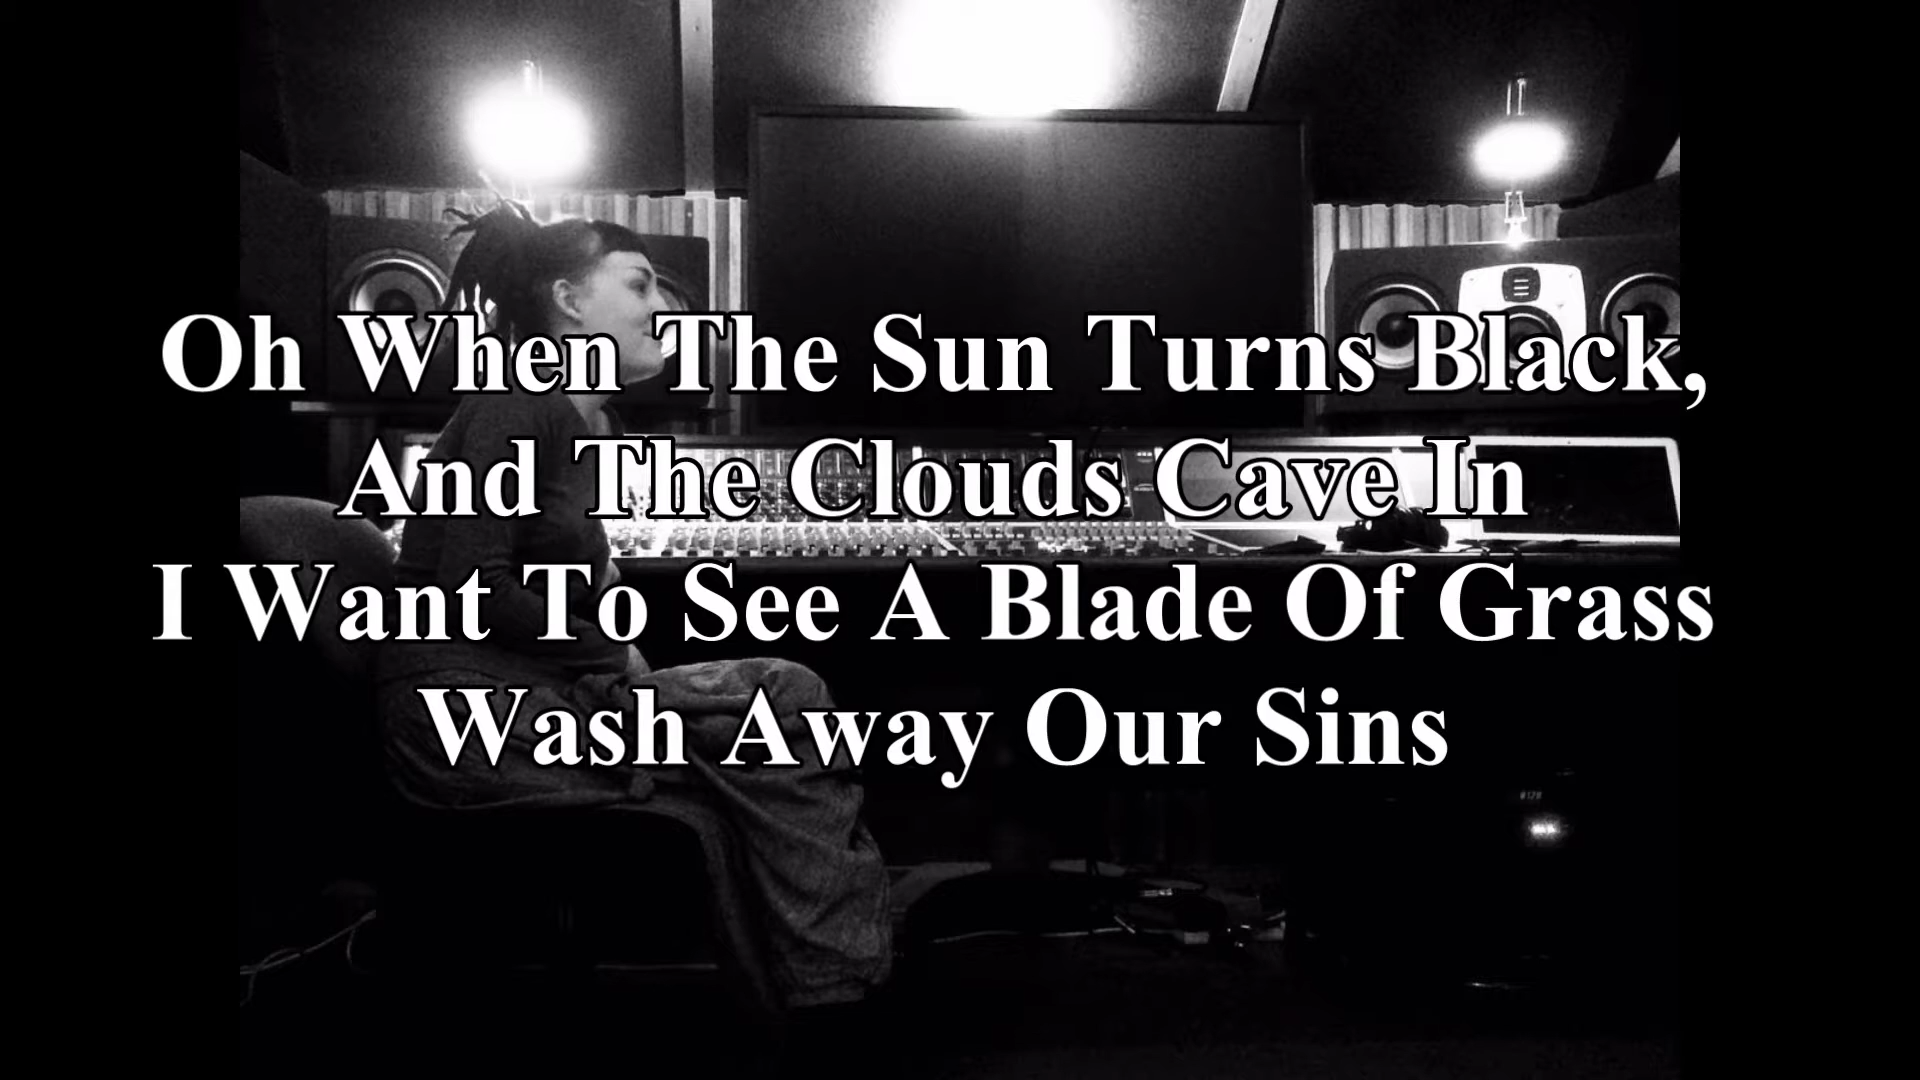 Oh When The Sun Turns Black,
And The Clouds Cave In
I Want To See A Blade Of Grass
Wash Away Our Sins